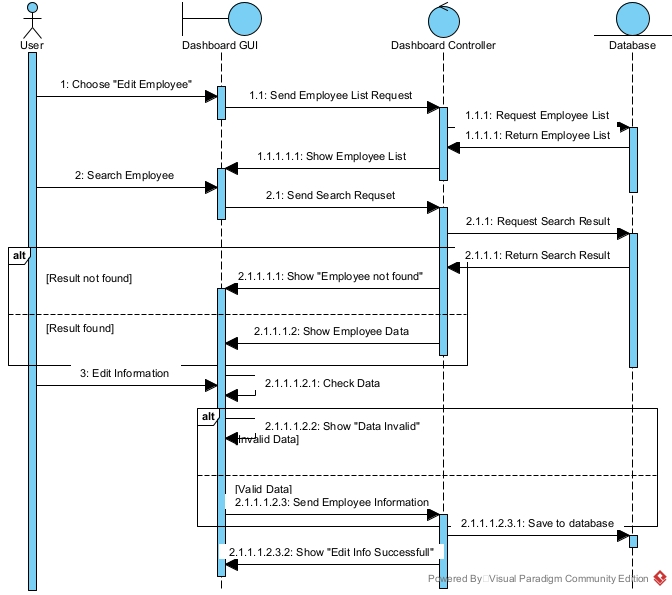 User
Dashboard GUI
Dashboard Controller
Database
1: Choose "Edit Employee"
1.1: Send Employee List Request
1.1.1: Request Employee List
1.1.1.1: Return Employee List
1.1.1.1.1: Show Employee List
2: Search Employee
2.1: Send Search Requset
2.1.1: Request Search Result
alt
2.1.1.1: Return Search Result
[Result not found]
2.1.1.1.1: Show "Employee not found"
[Result found]
2.1.1.1.2: Show Employee Data
3: Edit Information
2.1.1.1.2.1: Check Data
alt
2.1.1.1.2.2: Show "Data Invalid"
[Invalid Data]
[Valid Data]
2.1.1.1.2.3: Send Employee Information
2.1.1.1.2.3.1: Save to database
2.1.1.1.2.3.2: Show "Edit Info Successfull"
Powered By Visual Paradigm Community Edition